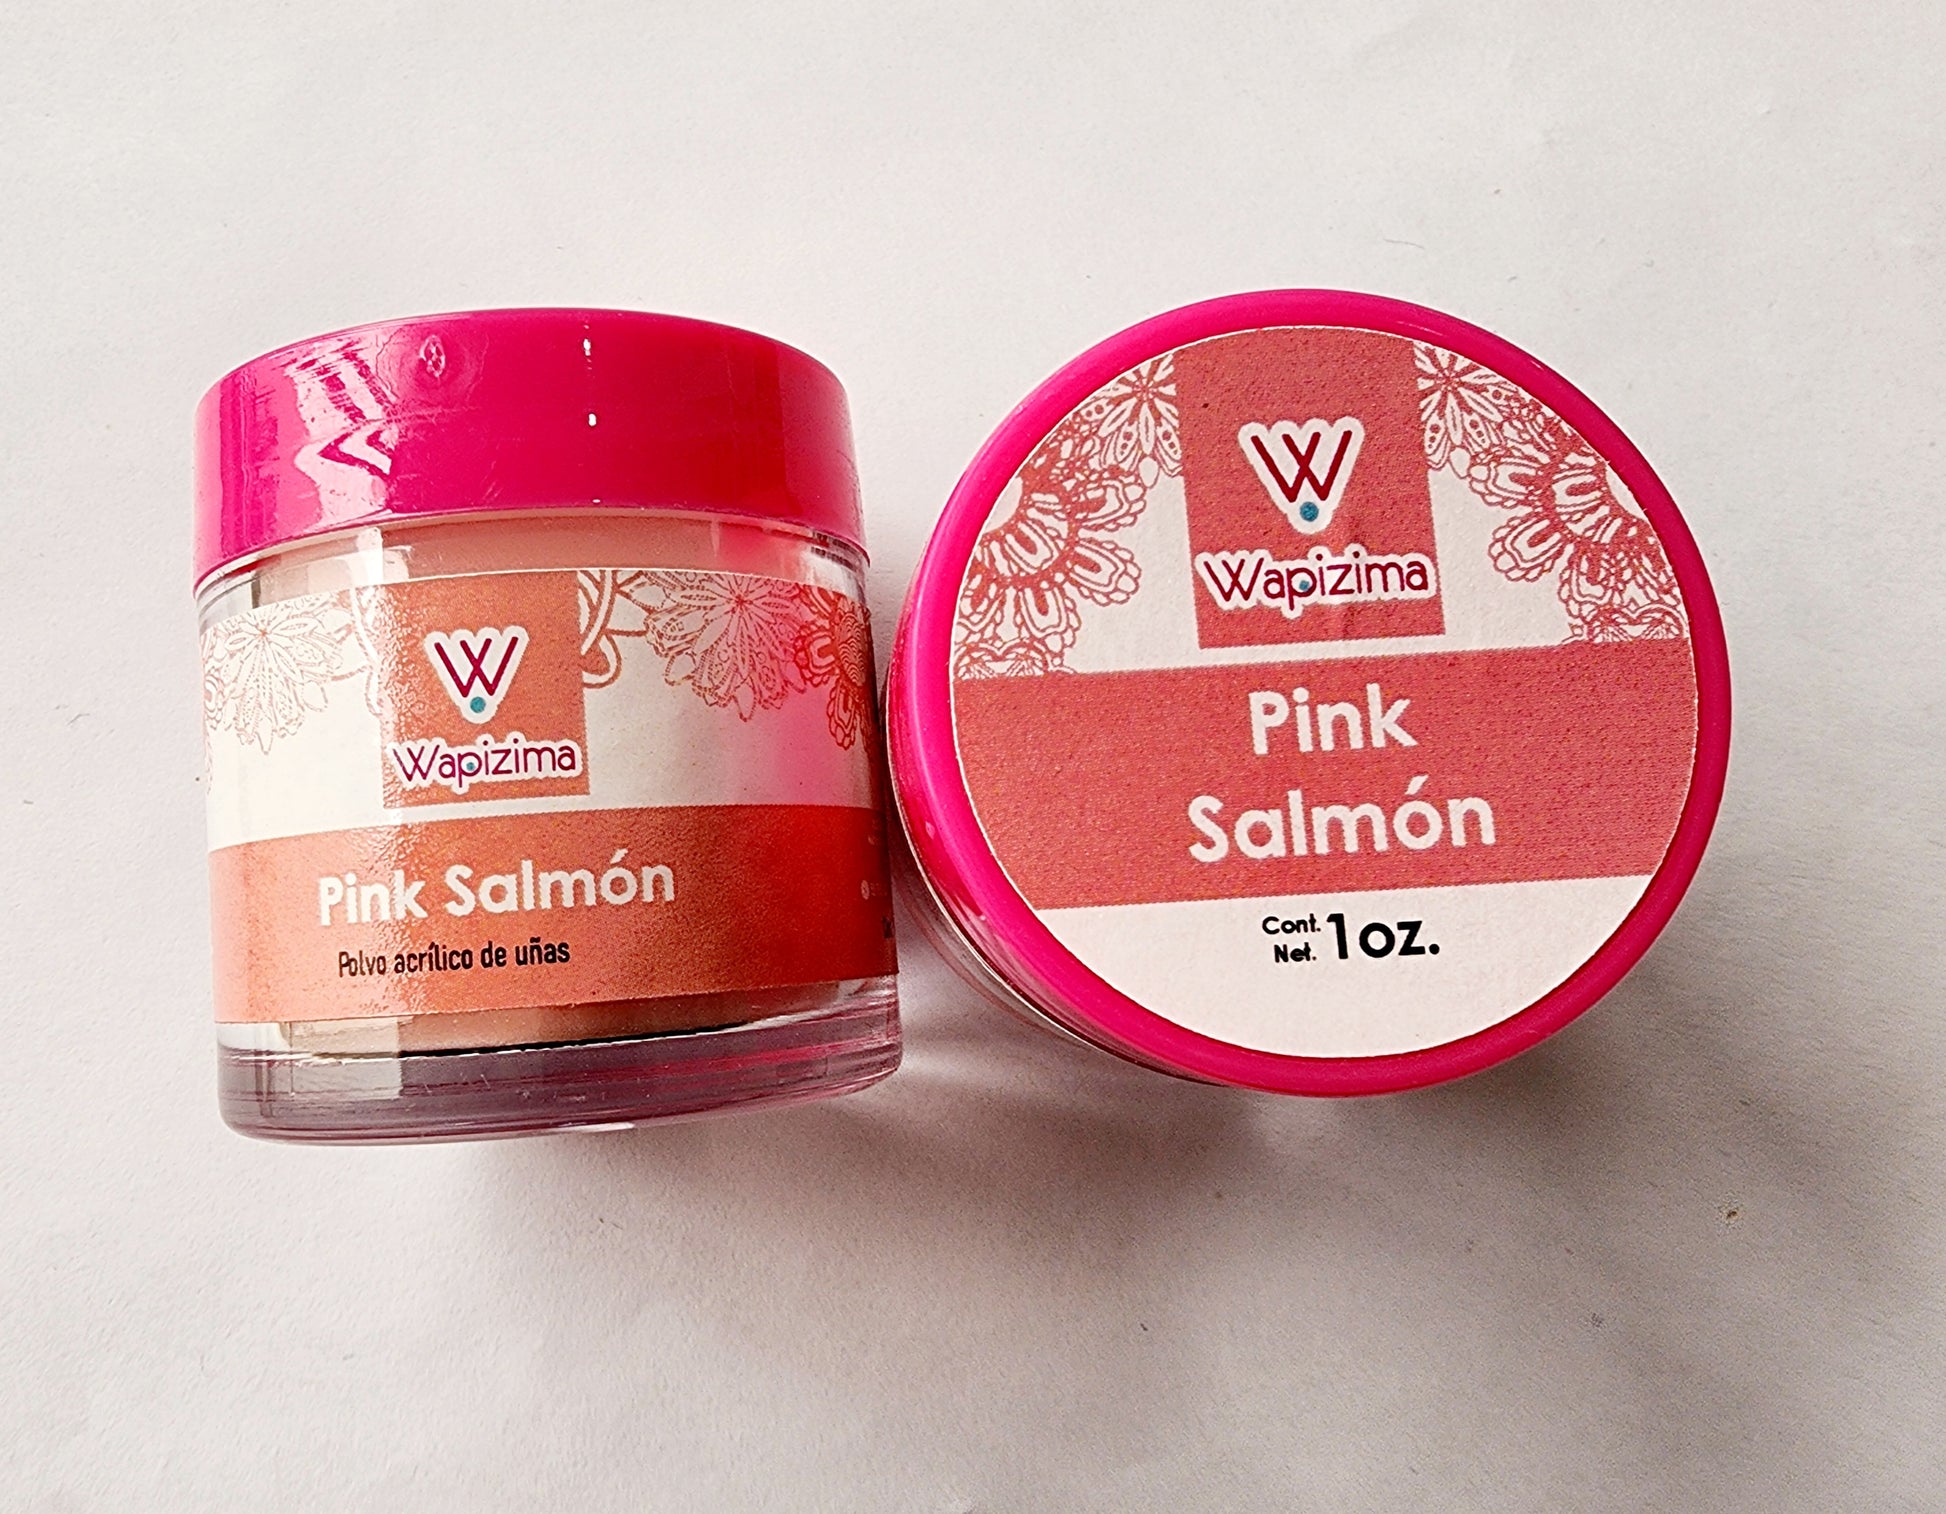 W
Wapizima
Pink Salmón
Polvo acrílico de uñas
W
Wapizima
Pink
Salmón
Cont. Net. 1oz.